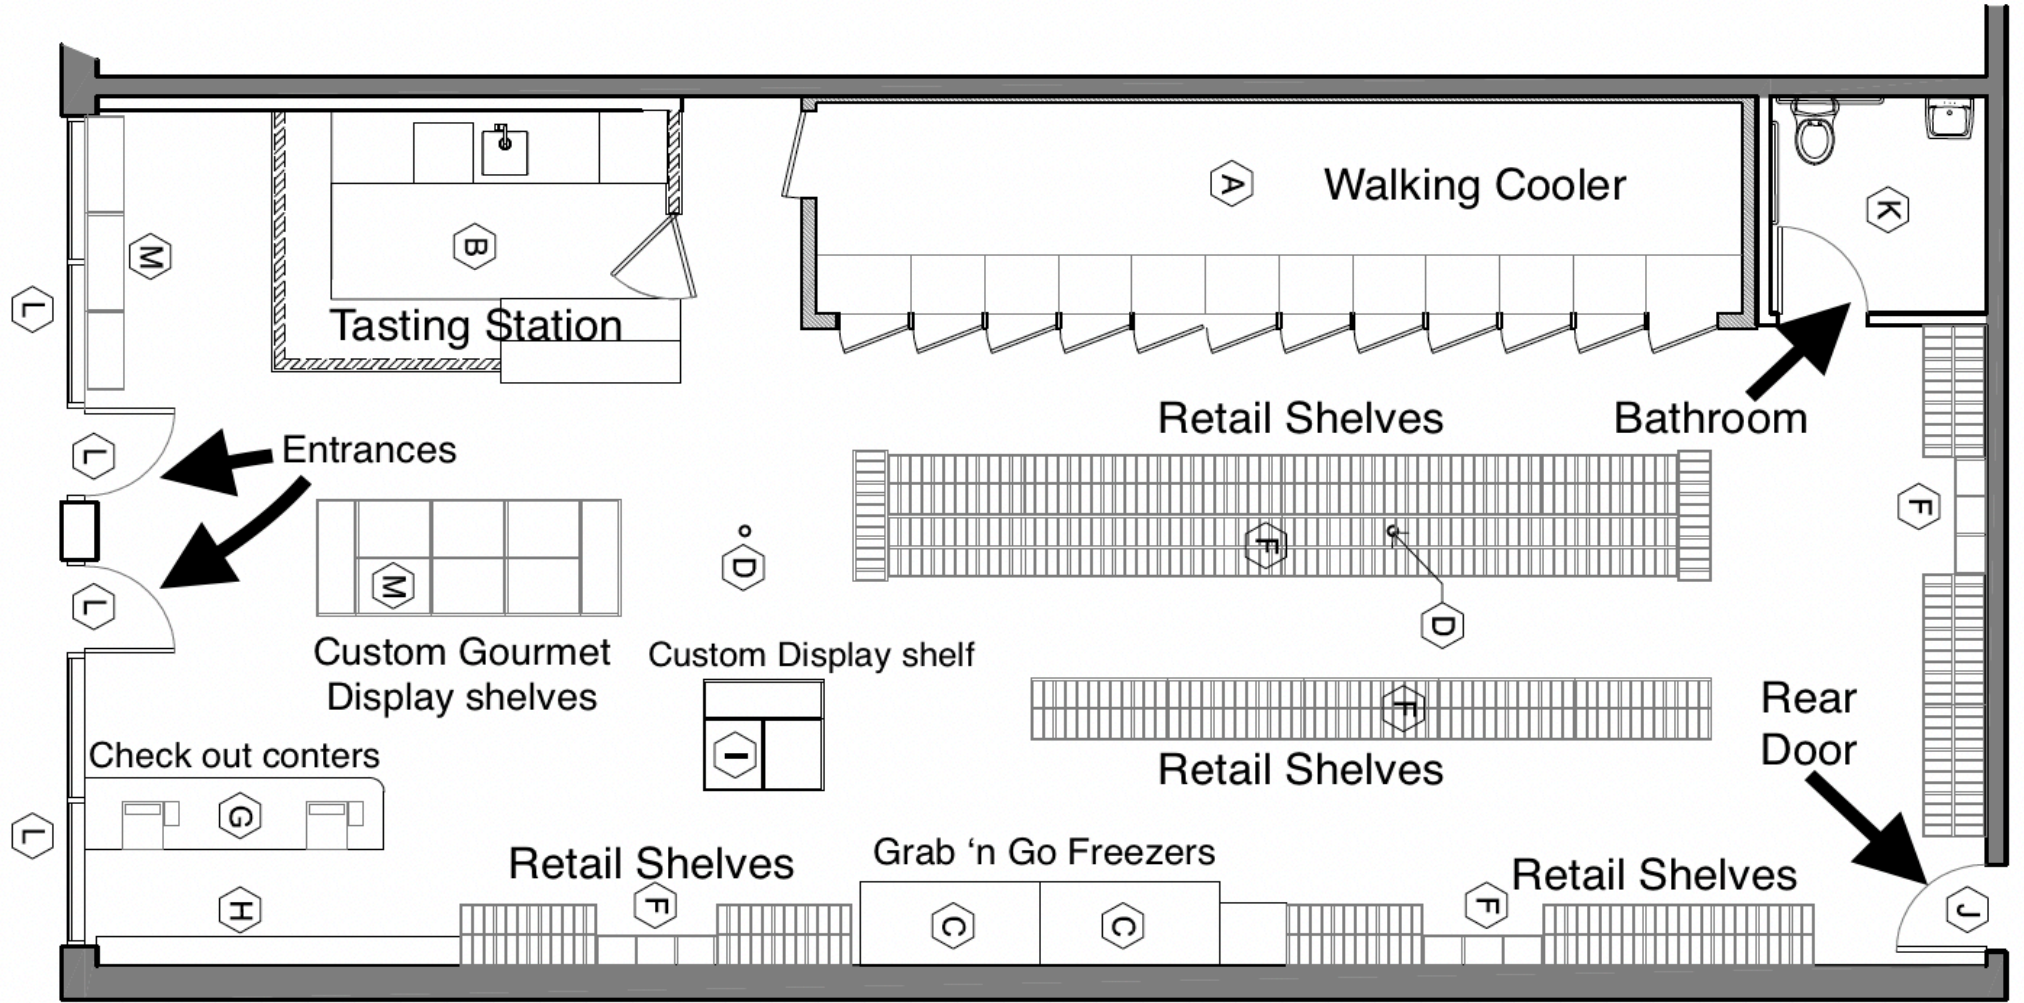 A
Walking Cooler
K
B
M
L
Tasting Station
Retail Shelves
Bathroom
Entrances
L
F
F
D
D
M
L
F
Custom Gourmet
Display shelves
Custom Display shelf
I
Retail Shelves
Rear
Door
Check out conters
G
L
H
Retail Shelves
F
Grab ‘n Go Freezers
C
C
Retail Shelves
F
J